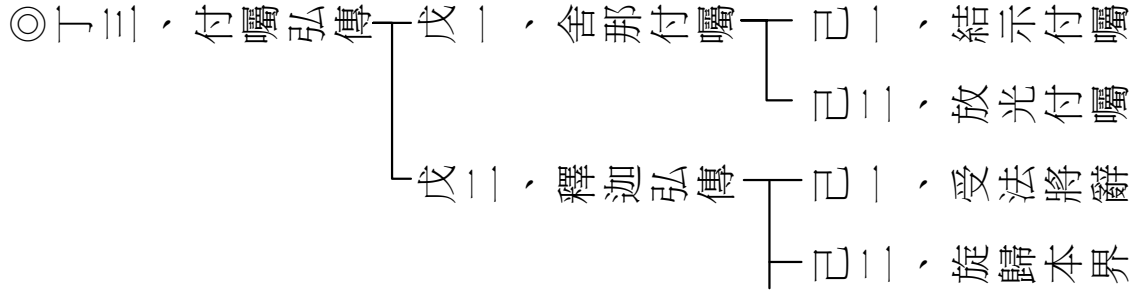 ◎丁三、付囑弘傳
戊一、舍那付囑
己一、結示付囑
己二、放光付囑
戊二、釋迦弘傳
己一、受法將辭
己二、旋歸本界